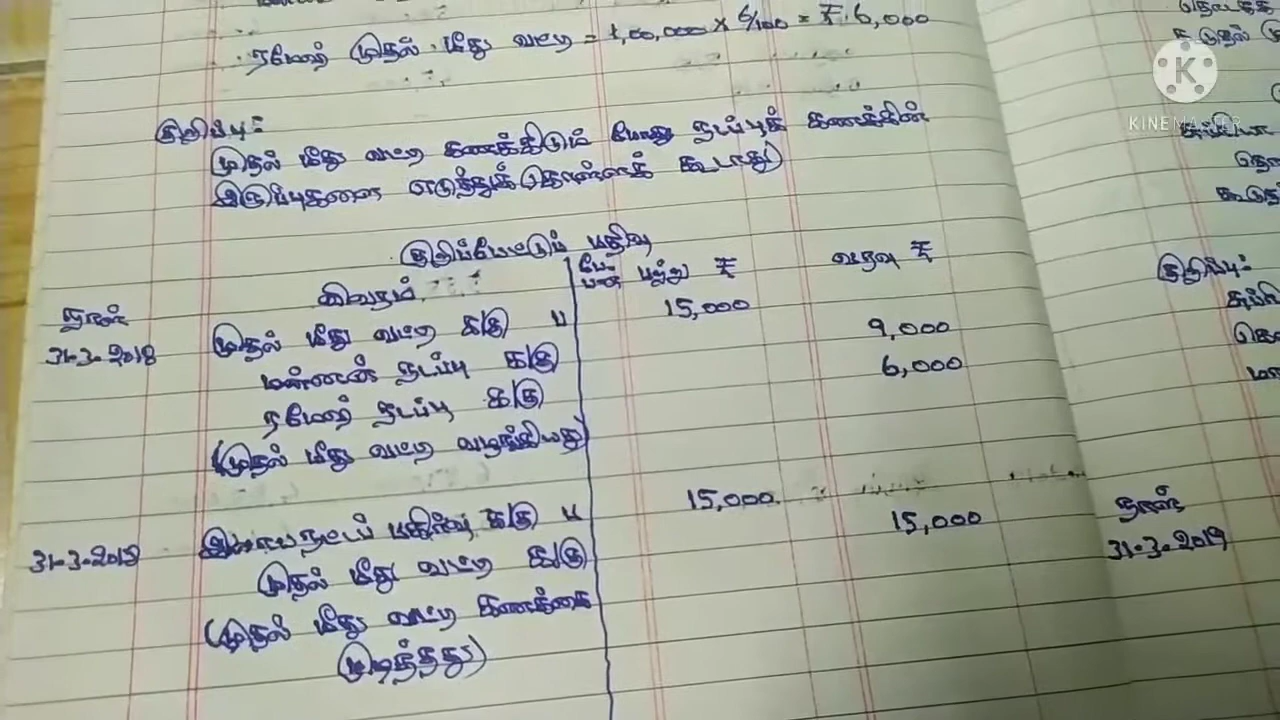 ரமேஷ் முதல் மீது வட்டி = 1,00,000 × 6/100 = ₹.6,000
KINEMASTER
குறிப்பு:
முதல் மீது வட்டி கணக்கிடும் போது நடப்புக் கணக்கின்
இருப்புகளை எடுத்துக்கொள்ளக் கூடாது)
குறிப்பேட்டுப் பதிவு
நாள் விவரம் பே.ப.எ பற்று ₹ வரவு ₹
31-3-2018 முதல் மீது வட்டி க/கு ப 15,000
மன்னன் நடப்பு க/கு 9,000
ரமேஷ் நடப்பு க/கு 6,000
(முதல் மீது வட்டி வழங்கியது)
31-3-2018 இலாப நட்டப் பகிர்வு க/கு ப 15,000
முதல் மீது வட்டி க/கு 15,000
(முதல் மீது வட்டி கணக்கை
முடித்தது)
குறிப்பு:
நாள்
31-3-2019